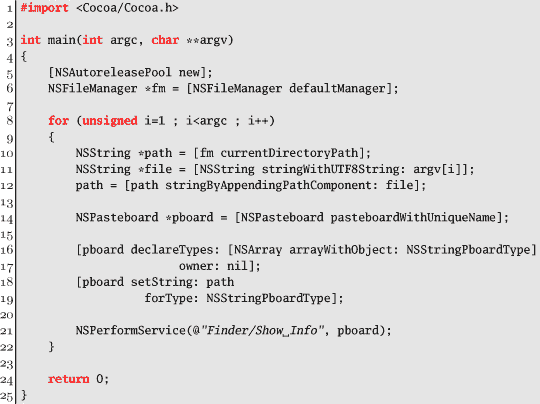 1 #import <Cocoa/Cocoa.h>
2
3 int main(int argc, char **argv)
4 {
5     [NSAutoreleasePool new];
6     NSFileManager *fm = [NSFileManager defaultManager];
7
8     for (unsigned i=1 ; i<argc ; i++)
9     {
10         NSString *path = [fm currentDirectoryPath];
11         NSString *file = [NSString stringWithUTF8String: argv[i]];
12         path = [path stringByAppendingPathComponent: file];
13
14         NSPasteboard *pboard = [NSPasteboard pasteboardWithUniqueName];
15
16         [pboard declareTypes: [NSArray arrayWithObject: NSStringPboardType]
17                        owner: nil];
18         [pboard setString: path
19                   forType: NSStringPboardType];
20
21         NSPerformService(@"Finder/Show␣Info", pboard);
22     }
23
24     return 0;
25 }